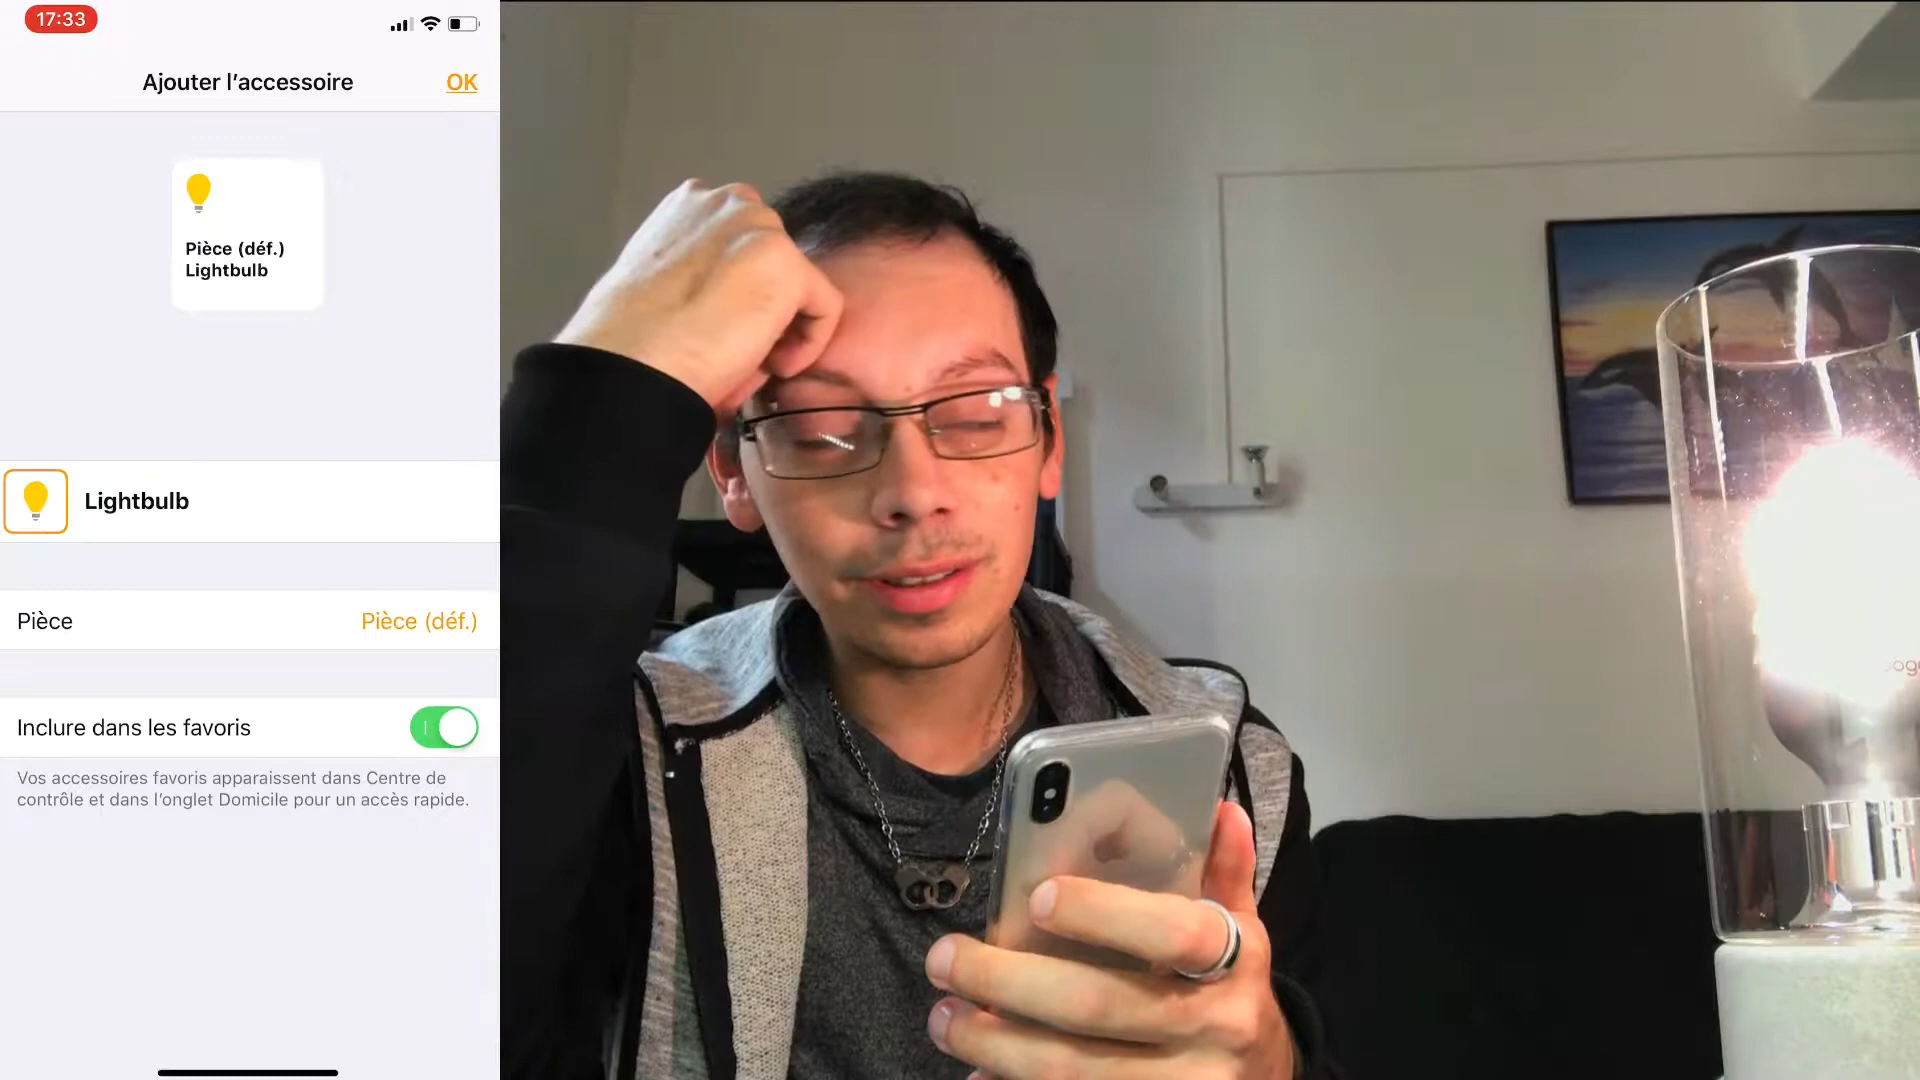 17:33
Ajouter l’accessoire
OK
Pièce (déf.)
Lightbulb
Lightbulb
Pièce
Pièce (déf.)
Inclure dans les favoris
Vos accessoires favoris apparaissent dans Centre de
contrôle et dans l’onglet Domicile pour un accès rapide.